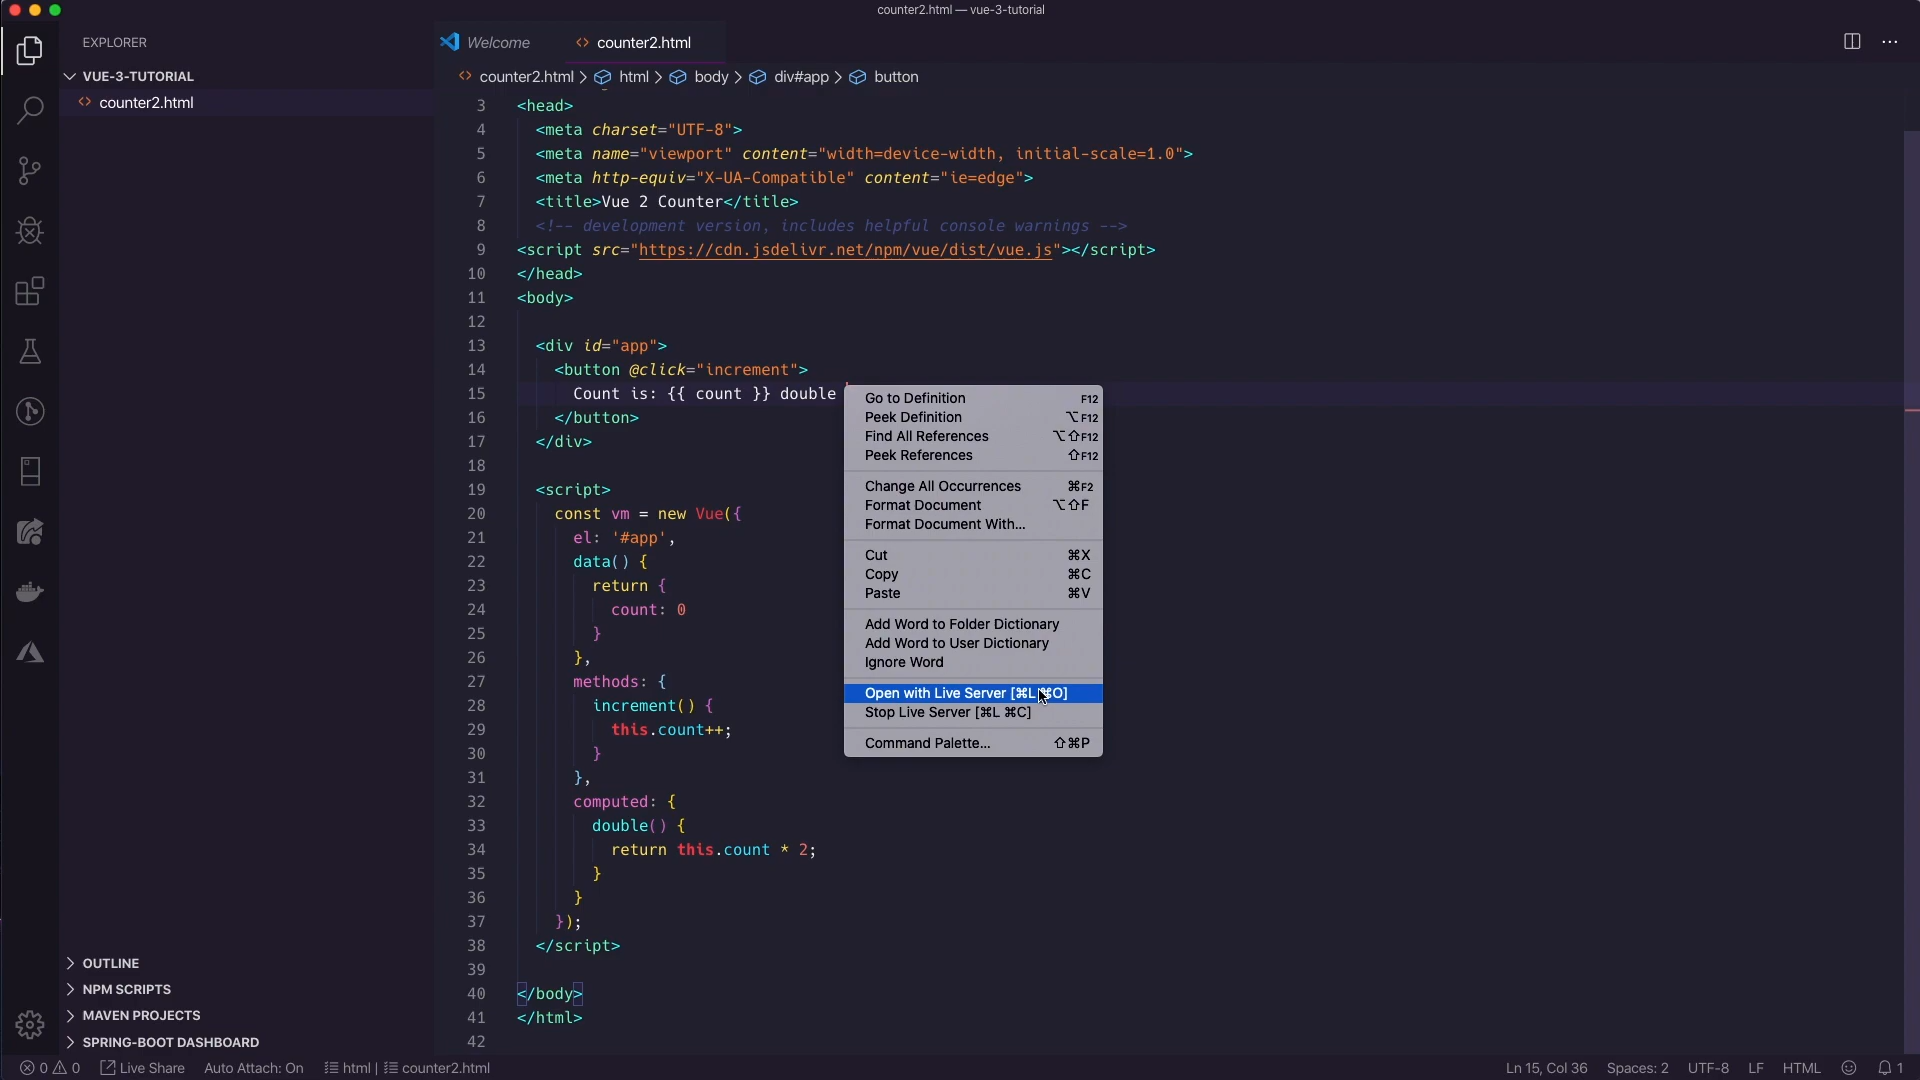 counter2.html — vue-3-tutorial
EXPLORER
VUE-3-TUTORIAL
counter2.html
OUTLINE
NPM SCRIPTS
MAVEN PROJECTS
SPRING-BOOT DASHBOARD
Welcome
counter2.html
counter2.html > html > body > div#app > button
3 <head>
4 <meta charset="UTF-8">
5 <meta name="viewport" content="width=device-width, initial-scale=1.0">
6 <meta http-equiv="X-UA-Compatible" content="ie=edge">
7 <title>Vue 2 Counter</title>
8 <!-- development version, includes helpful console warnings -->
9 <script src="https://cdn.jsdelivr.net/npm/vue/dist/vue.js"></script>
10 </head>
11 <body>
12
13 <div id="app">
14 <button @click="increment">
15 Count is: {{ count }} double
16 </button>
17 </div>
18
19 <script>
20 const vm = new Vue({
21 el: '#app',
22 data() {
23 return {
24 count: 0
25 }
26 },
27 methods: {
28 increment() {
29 this.count++;
30 }
31 },
32 computed: {
33 double() {
34 return this.count * 2;
35 }
36 }
37 });
38 </script>
39
40 </body>
41 </html>
42
Go to Definition F12
Peek Definition ⌥F12
Find All References ⌥⇧F12
Peek References ⇧F12
Change All Occurrences ⌘F2
Format Document ⌥⇧F
Format Document With...
Cut ⌘X
Copy ⌘C
Paste ⌘V
Add Word to Folder Dictionary
Add Word to User Dictionary
Ignore Word
Open with Live Server [⌘L ⌘O]
Stop Live Server [⌘L ⌘C]
Command Palette... ⇧⌘P
0 0 Live Share Auto Attach: On html | counter2.html Ln 15, Col 36 Spaces: 2 UTF-8 LF HTML 1